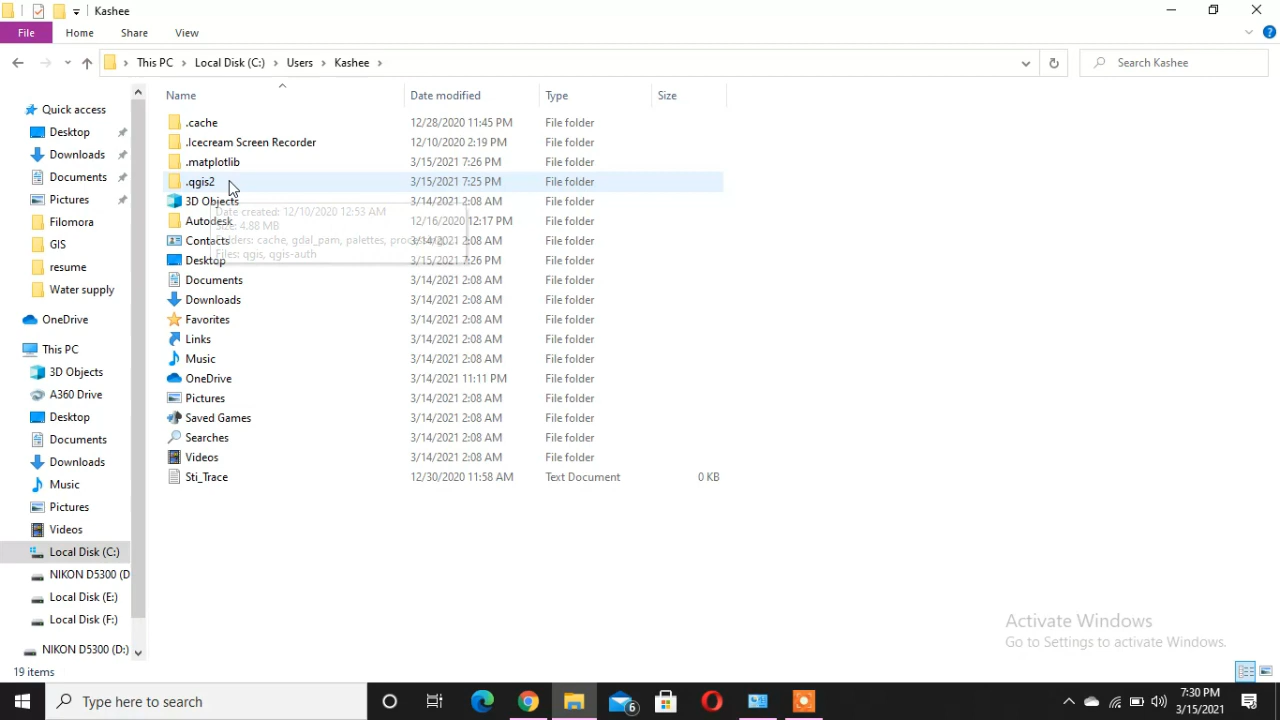 Kashee
File Home Share View
This PC Local Disk (C:) Users Kashee
Search Kashee
Name Date modified Type Size
Quick access
Desktop
Downloads
Documents
Pictures
Filomora
GIS
resume
Water supply
OneDrive
This PC
3D Objects
A360 Drive
Desktop
Documents
Downloads
Music
Pictures
Videos
Local Disk (C:)
NIKON D5300 (D
Local Disk (E:)
Local Disk (F:)
NIKON D5300 (D:)
.cache 12/28/2020 11:45 PM File folder
.Icecream Screen Recorder 12/10/2020 2:19 PM File folder
.matplotlib 3/15/2021 7:26 PM File folder
.qgis2 3/15/2021 7:25 PM File folder
3D Objects 3/14/2021 2:08 AM File folder
Autodesk 12/16/2020 12:17 PM File folder
Contacts 3/14/2021 2:08 AM File folder
Desktop 3/15/2021 7:26 PM File folder
Documents 3/14/2021 2:08 AM File folder
Downloads 3/14/2021 2:08 AM File folder
Favorites 3/14/2021 2:08 AM File folder
Links 3/14/2021 2:08 AM File folder
Music 3/14/2021 2:08 AM File folder
OneDrive 3/14/2021 11:11 PM File folder
Pictures 3/14/2021 2:08 AM File folder
Saved Games 3/14/2021 2:08 AM File folder
Searches 3/14/2021 2:08 AM File folder
Videos 3/14/2021 2:08 AM File folder
Sti_Trace 12/30/2020 11:58 AM Text Document 0 KB
Date created: 12/10/2020 12:53 AM
Size: 4.88 MB
cache, gdal_pam, palettes,
Files: qgis, qgis-auth
Activate Windows
Go to Settings to activate Windows.
19 items
Type here to search
6
7:30 PM
3/15/2021